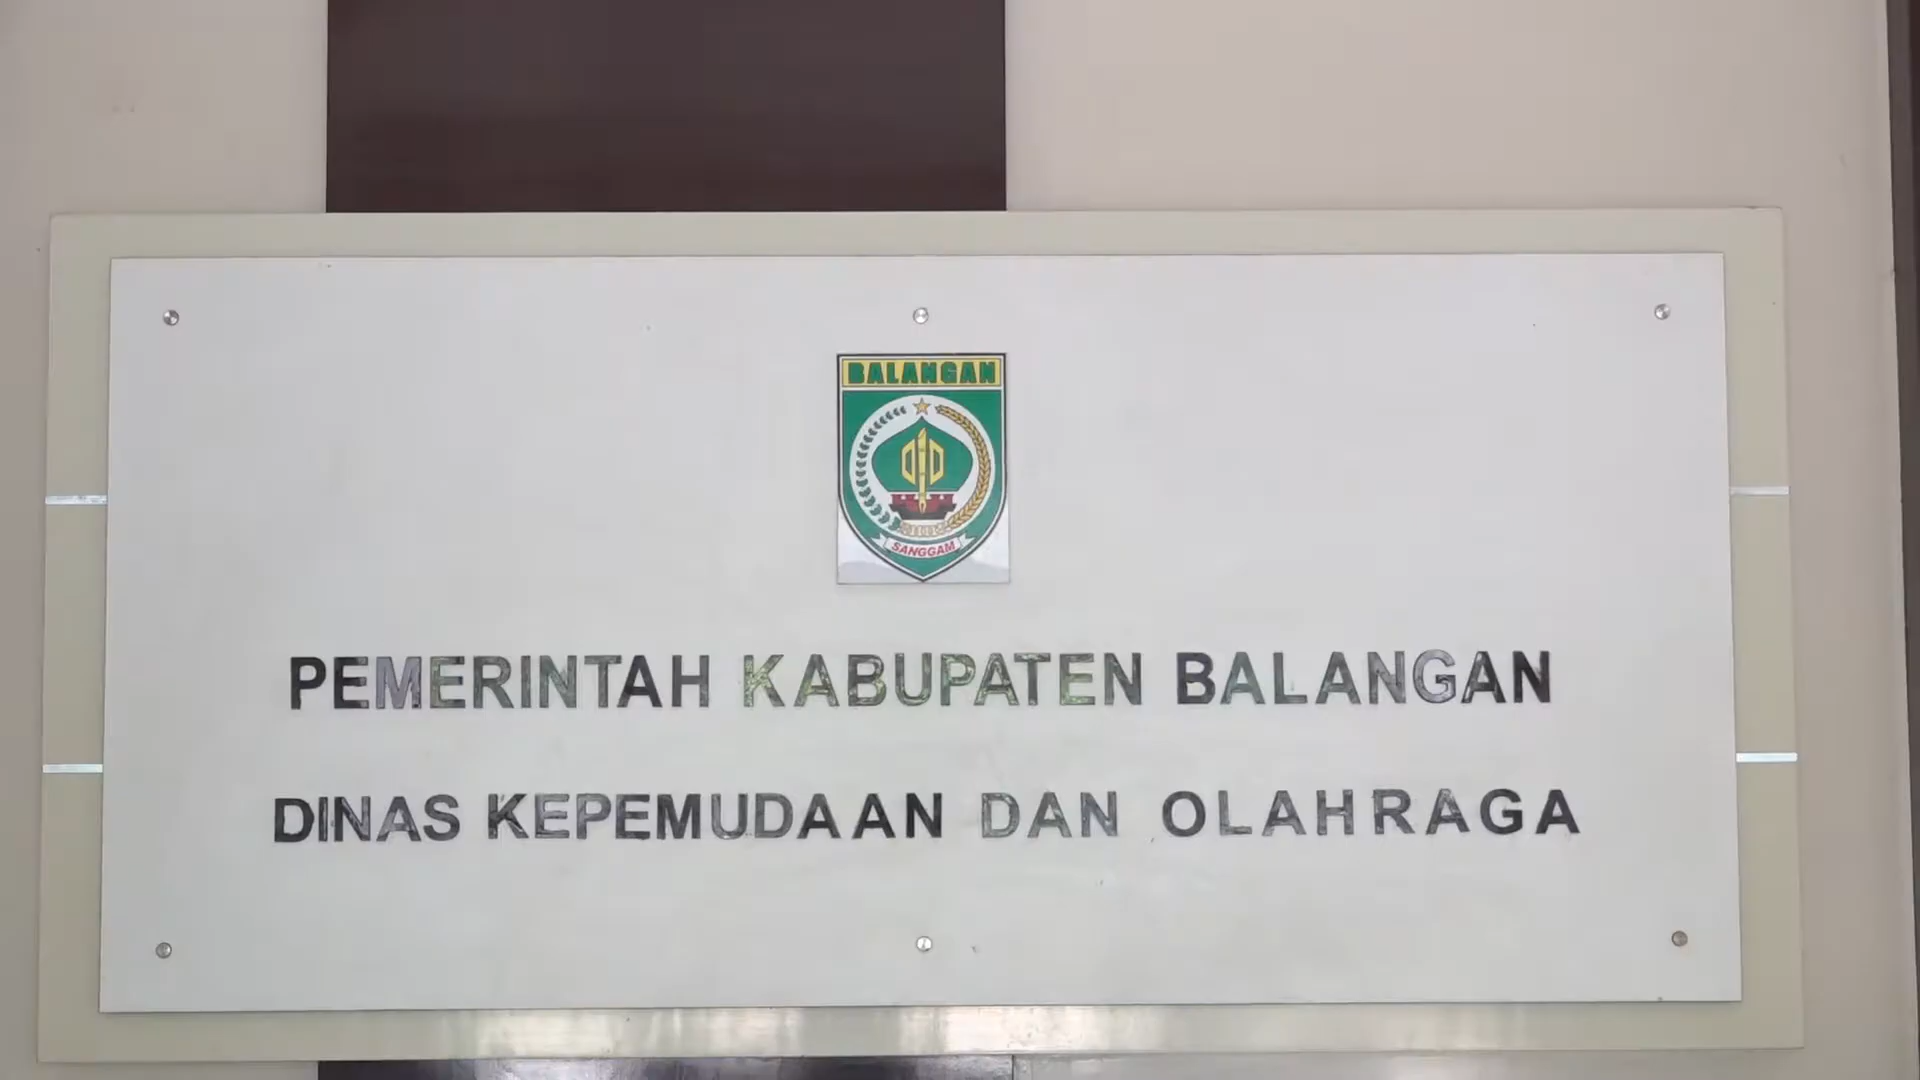 BALANGAN
SANGGAM
PEMERINTAH KABUPATEN BALANGAN
DINAS KEPEMUDAAN DAN OLAHRAGA